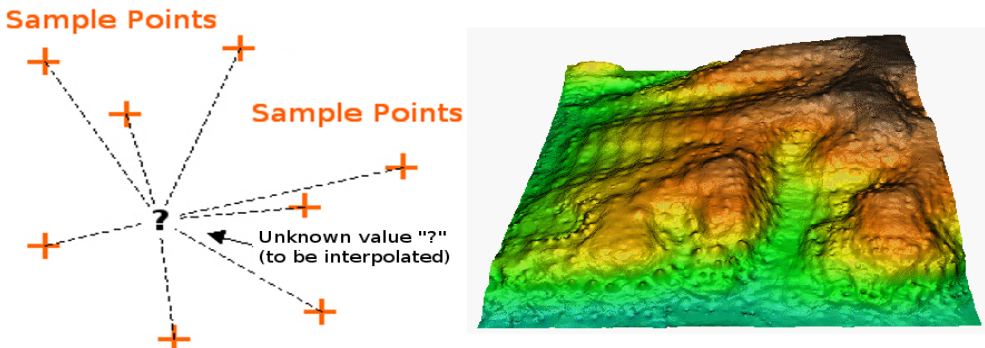 Sample Points
Sample Points
?
Unknown value "?"
(to be interpolated)